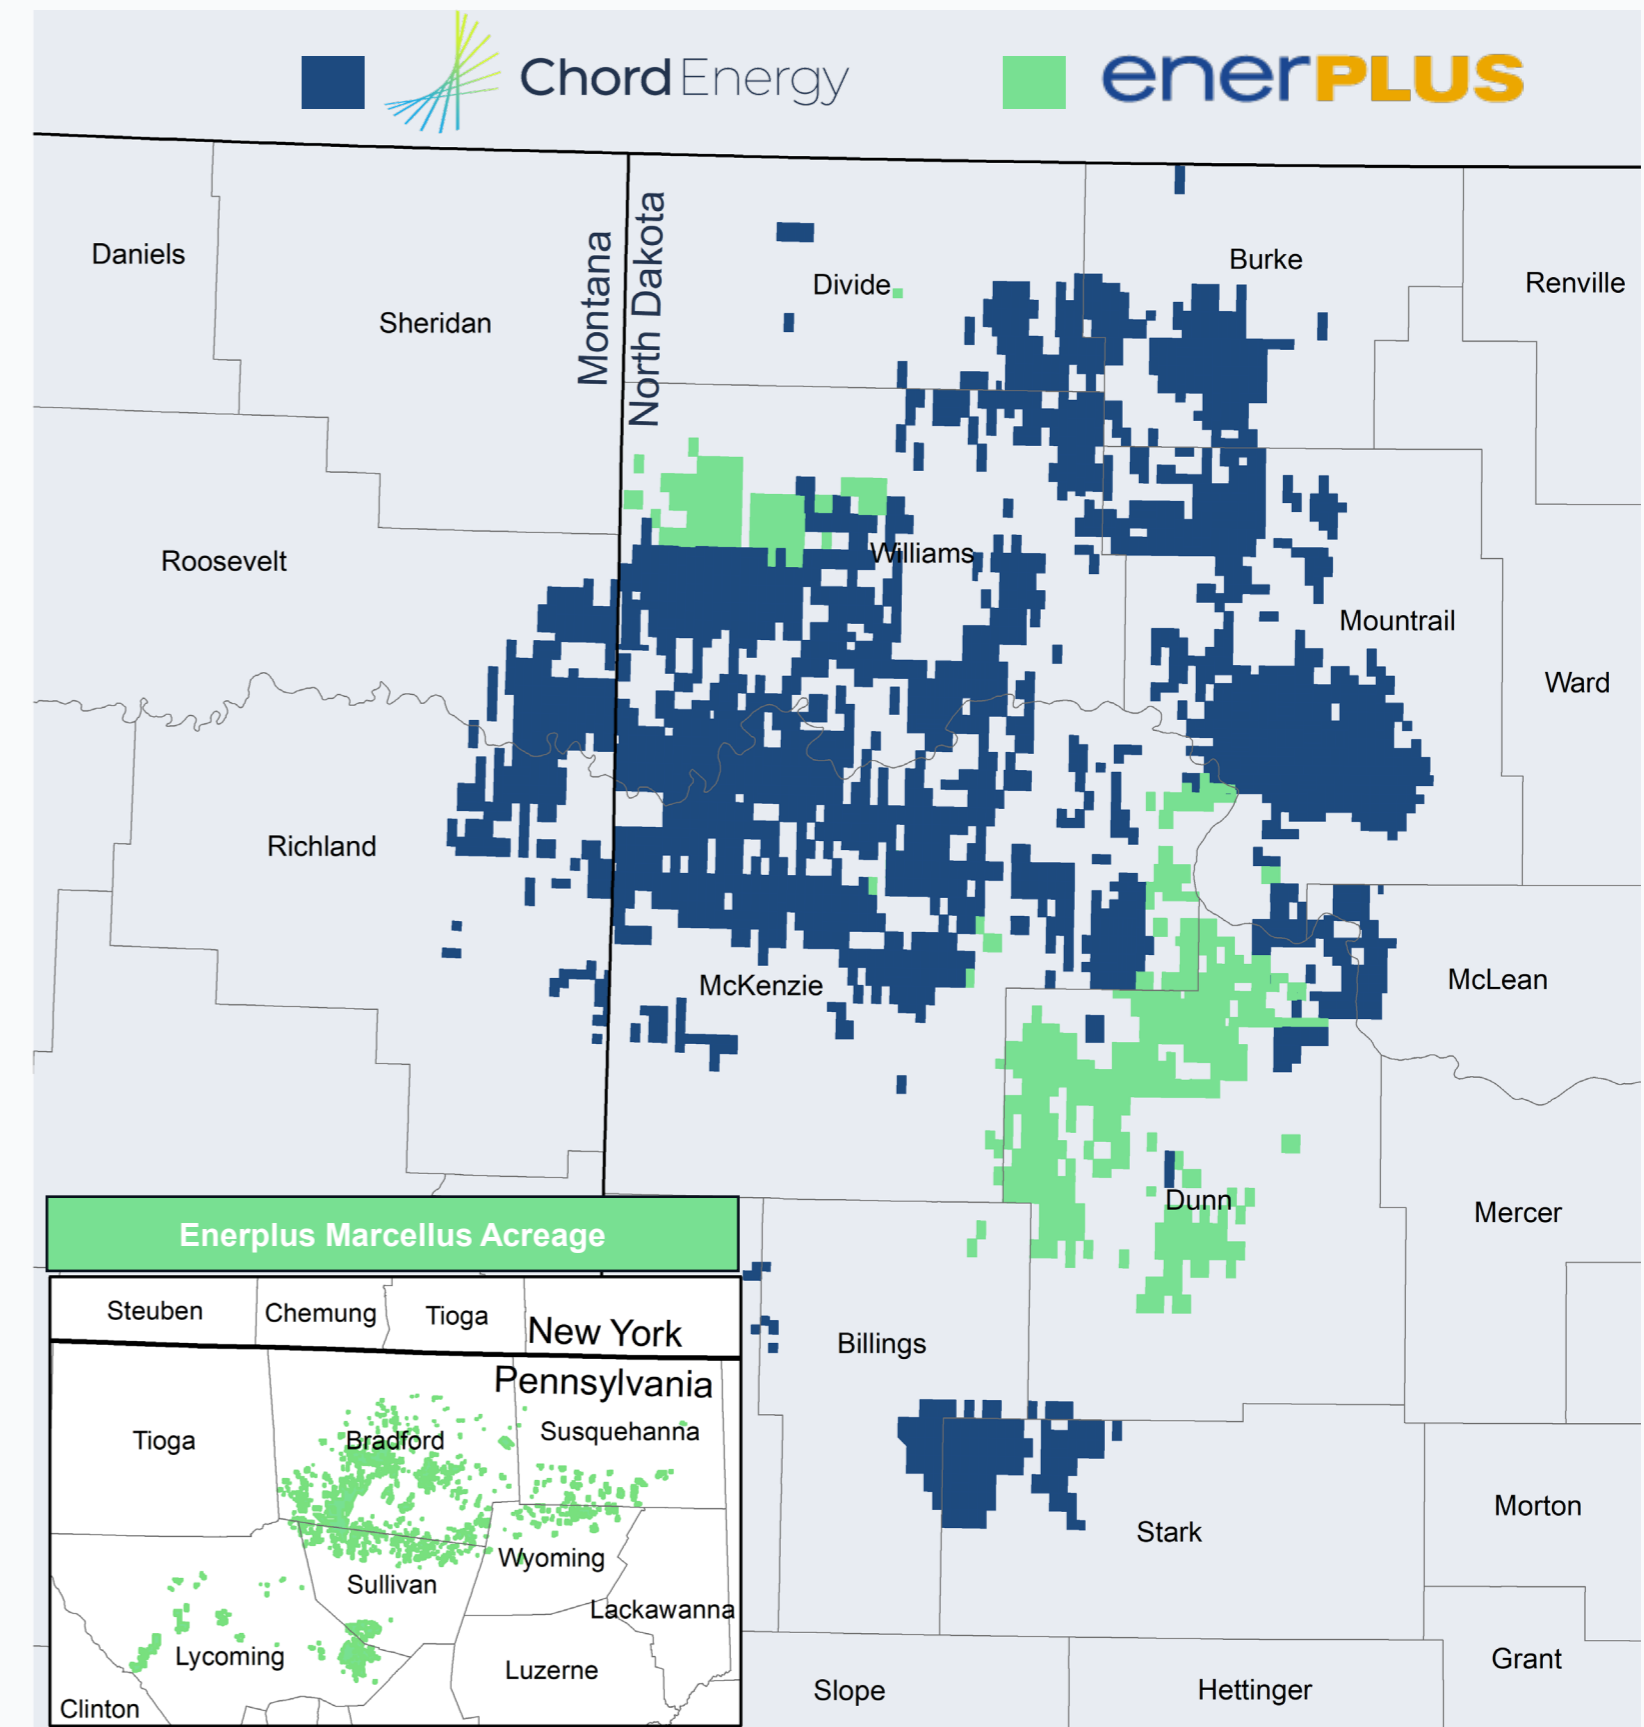 Chord Energy
enerPLUS
Montana
North Dakota
Daniels
Sheridan
Divide
Burke
Renville
Roosevelt
Williams
Mountrail
Ward
Richland
McKenzie
McLean
Dunn
Mercer
Billings
Stark
Morton
Grant
Slope
Hettinger
Enerplus Marcellus Acreage
Steuben
Chemung
Tioga
New York
Pennsylvania
Tioga
Bradford
Susquehanna
Wyoming
Sullivan
Lackawanna
Lycoming
Luzerne
Clinton